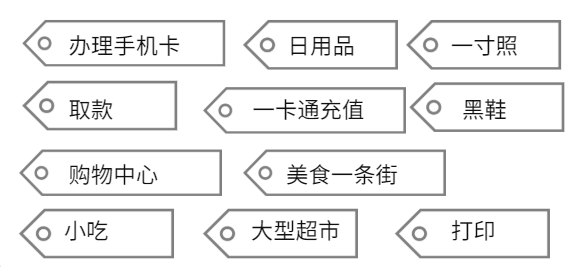 办理手机卡 日用品 一寸照
取款 一卡通充值 黑鞋
购物中心 美食一条街
小吃 大型超市 打印